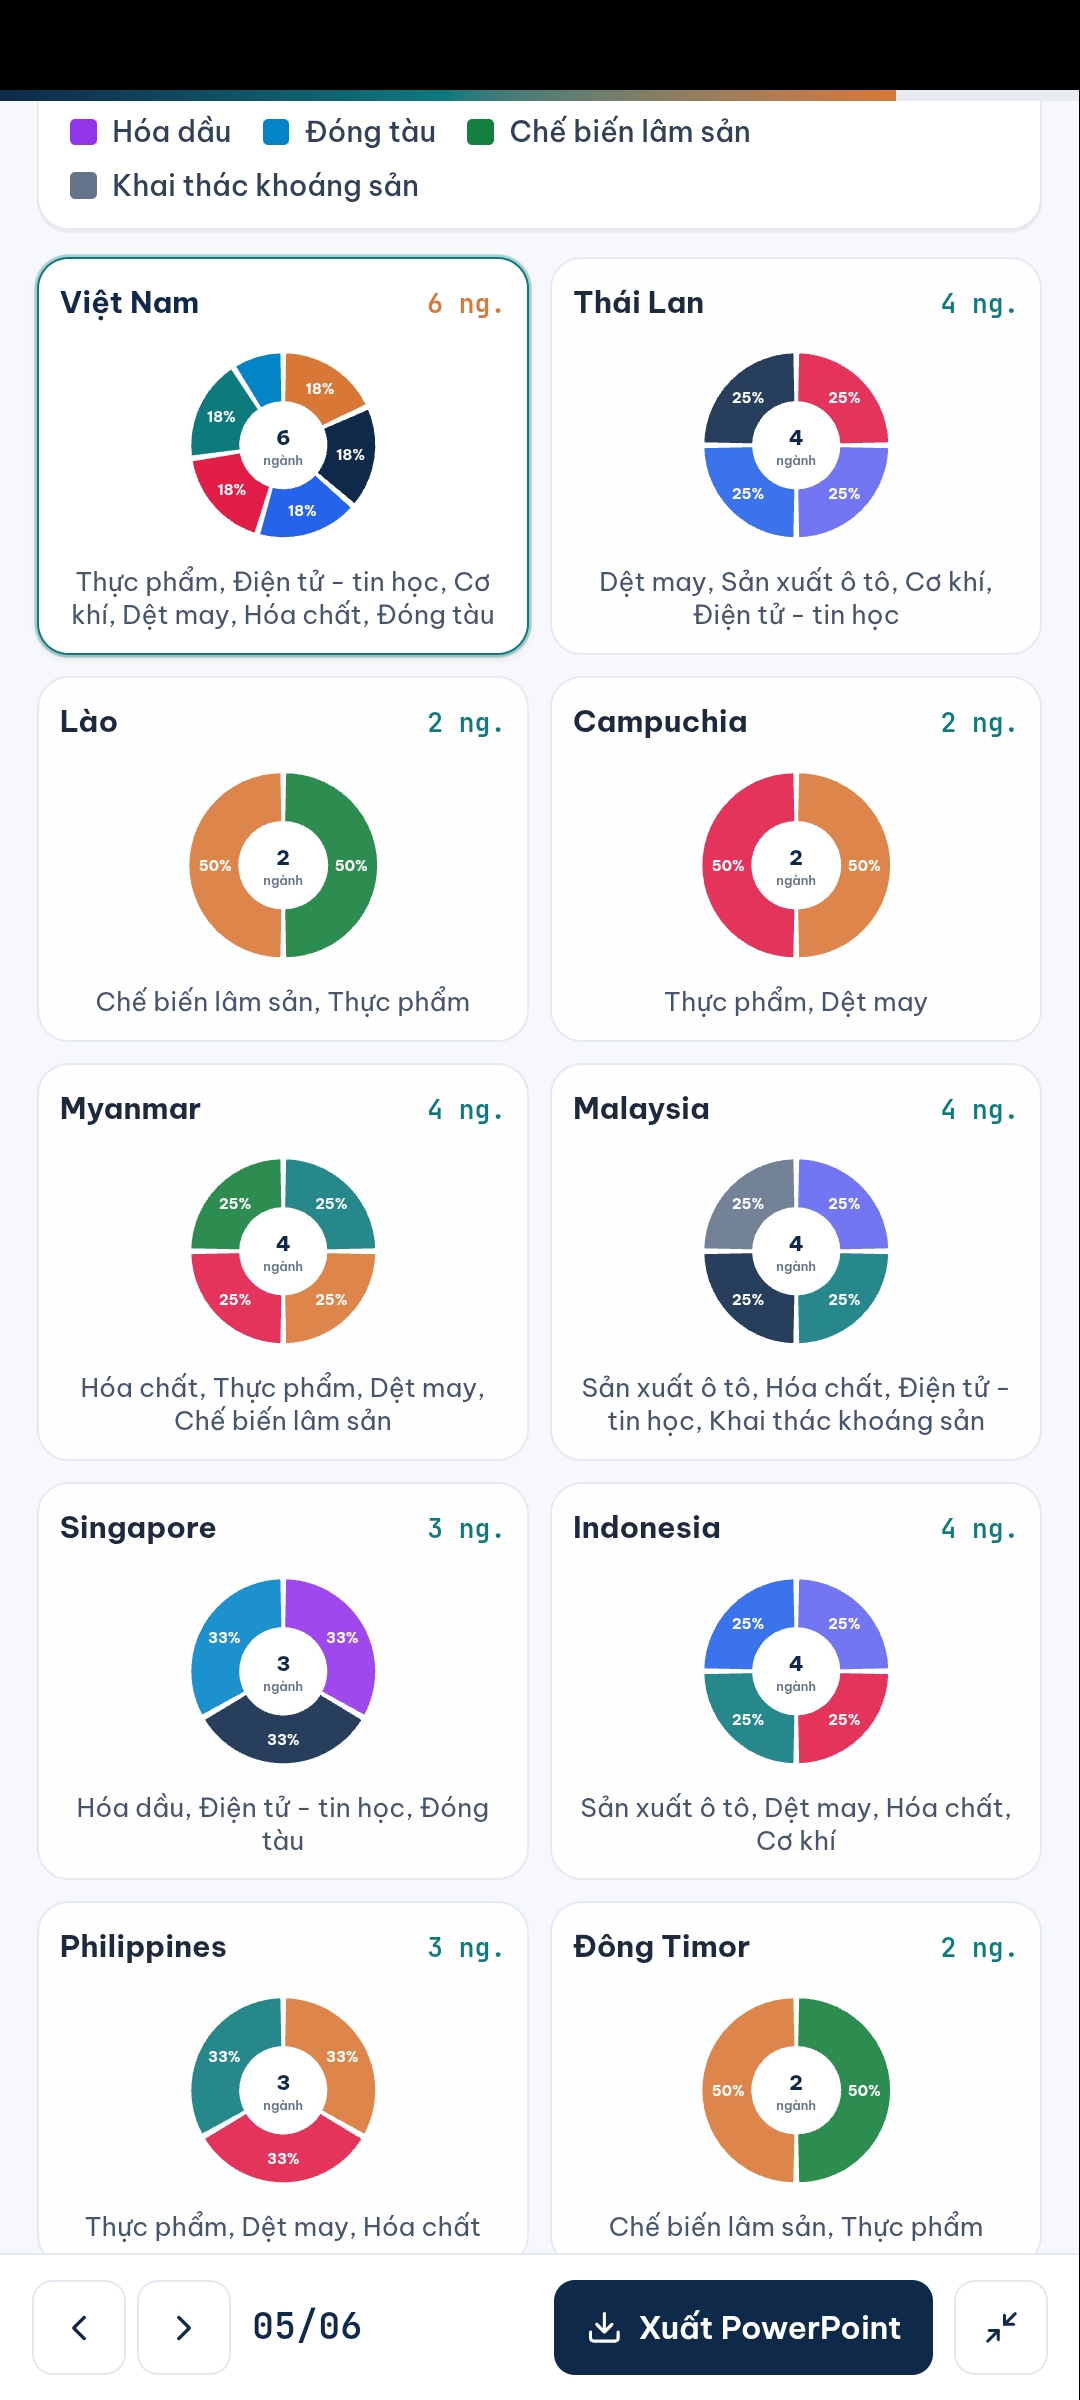 Hóa dầu Đóng tàu Chế biến lâm sản
Khai thác khoáng sản
Việt Nam 6 ng.
18%
18%
18%
18%
18%
6
ngành
Thực phẩm, Điện tử - tin học, Cơ
khí, Dệt may, Hóa chất, Đóng tàu
Thái Lan 4 ng.
25% 25%
4
ngành
25% 25%
Dệt may, Sản xuất ô tô, Cơ khí,
Điện tử - tin học
Lào 2 ng.
50% 50%
2
ngành
Chế biến lâm sản, Thực phẩm
Campuchia 2 ng.
50% 50%
2
ngành
Thực phẩm, Dệt may
Myanmar 4 ng.
25% 25%
4
ngành
25% 25%
Hóa chất, Thực phẩm, Dệt may,
Chế biến lâm sản
Malaysia 4 ng.
25% 25%
4
ngành
25% 25%
Sản xuất ô tô, Hóa chất, Điện tử -
tin học, Khai thác khoáng sản
Singapore 3 ng.
33% 33%
3
ngành
33%
Hóa dầu, Điện tử - tin học, Đóng
tàu
Indonesia 4 ng.
25% 25%
4
ngành
25% 25%
Sản xuất ô tô, Dệt may, Hóa chất,
Cơ khí
Philippines 3 ng.
33% 33%
3
ngành
33%
Thực phẩm, Dệt may, Hóa chất
Đông Timor 2 ng.
50% 50%
2
ngành
Chế biến lâm sản, Thực phẩm
05/06 Xuất PowerPoint